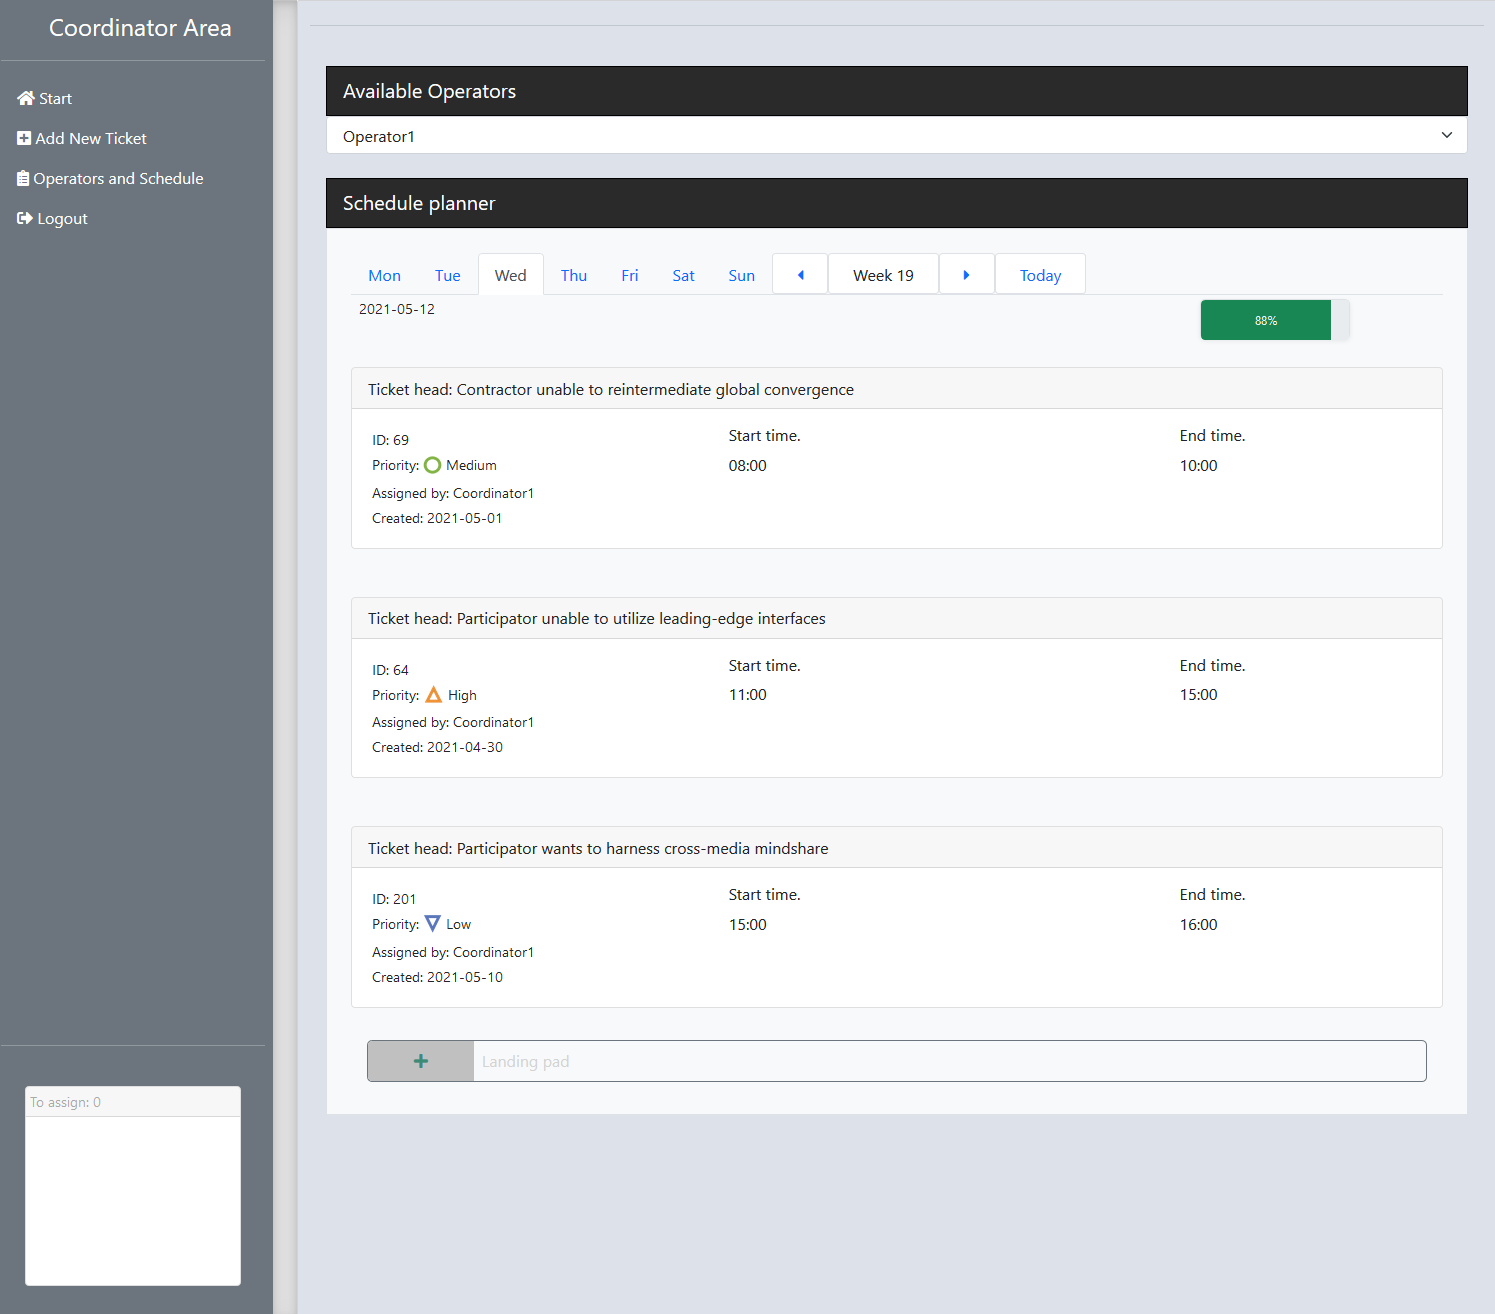 Coordinator Area
Start
Add New Ticket
Operators and Schedule
Logout
To assign: 0
Available Operators
Operator1
Schedule planner
Mon Tue Wed Thu Fri Sat Sun Week 19 Today
2021-05-12
88%
Ticket head: Contractor unable to reintermediate global convergence
ID: 69
Priority: Medium
Assigned by: Coordinator1
Created: 2021-05-01
Start time.
08:00
End time.
10:00
Ticket head: Participator unable to utilize leading-edge interfaces
ID: 64
Priority: High
Assigned by: Coordinator1
Created: 2021-04-30
Start time.
11:00
End time.
15:00
Ticket head: Participator wants to harness cross-media mindshare
ID: 201
Priority: Low
Assigned by: Coordinator1
Created: 2021-05-10
Start time.
15:00
End time.
16:00
Landing pad